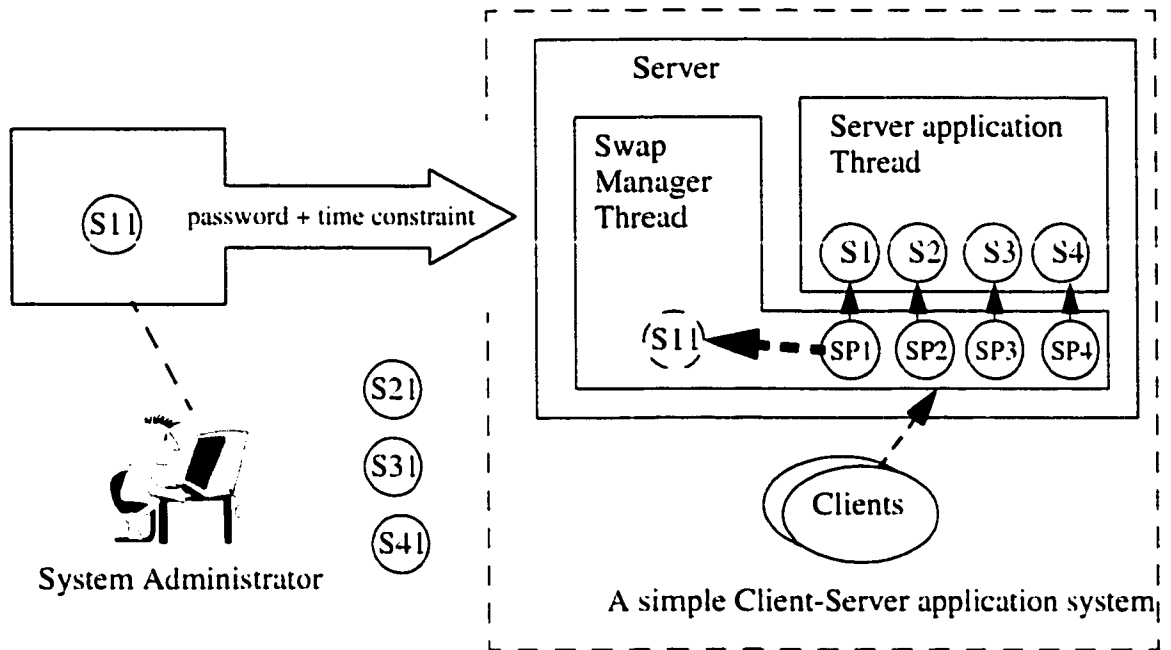 Server
Server application
Thread
Swap
Manager
Thread
S11
password + time constraint
S1 S2 S3 S4
S11
SP1 SP2 SP3 SP4
S21
S31
S41
Clients
System Administrator
A simple Client-Server application system